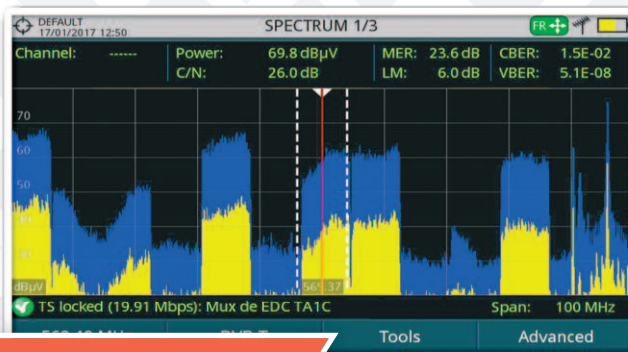 DEFAULT
17/01/2017 12:50
SPECTRUM 1/3
FR
Channel: ------
Power: 69.8 dBµV
MER: 23.6 dB
CBER: 1.5E-02
C/N: 26.0 dB
LM: 6.0 dB
VBER: 5.1E-08
70
60
50
dBµV
569.37
TS locked (19.91 Mbps): Mux de EDC TA1C
Span: 100 MHz
Tools
Advanced